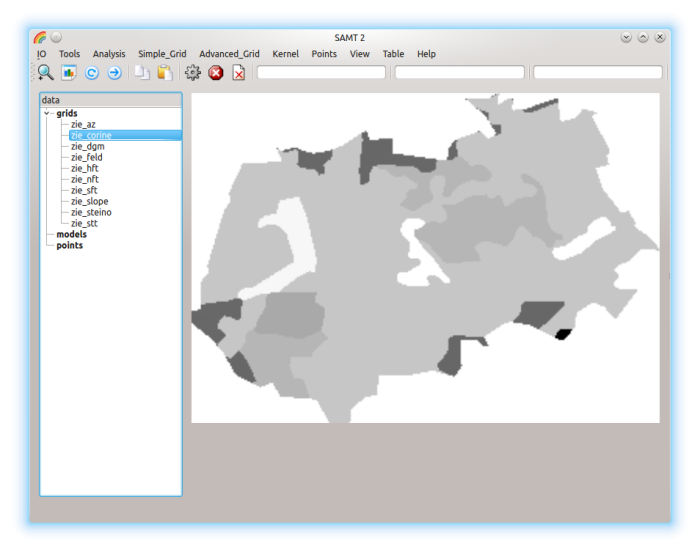 SAMT 2
IO Tools Analysis Simple_Grid Advanced_Grid Kernel Points View Table Help
data
grids
zie_az
zie_corine
zie_dgm
zie_feld
zie_hft
zie_nft
zie_sft
zie_slope
zie_steino
zie_stt
models
points